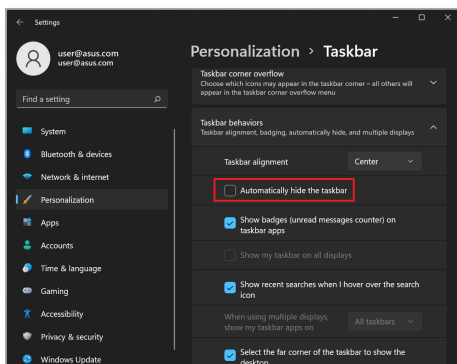 Settings
user@asus.com
user@asus.com
Find a setting
System
Bluetooth & devices
Network & internet
Personalization
Apps
Accounts
Time & language
Gaming
Accessibility
Privacy & security
Windows Update
Personalization > Taskbar
Taskbar corner overflow
Choose which icons may appear in the taskbar corner – all others will
appear in the taskbar corner overflow menu
Taskbar behaviors
Taskbar alignment, badging, automatically hide, and multiple displays
Taskbar alignment
Center
Automatically hide the taskbar
Show badges (unread messages counter) on
taskbar apps
Show my taskbar on all displays
Show recent searches when I hover over the search
icon
When using multiple displays,
show my taskbar apps on
All taskbars
Select the far corner of the taskbar to show the
desktop